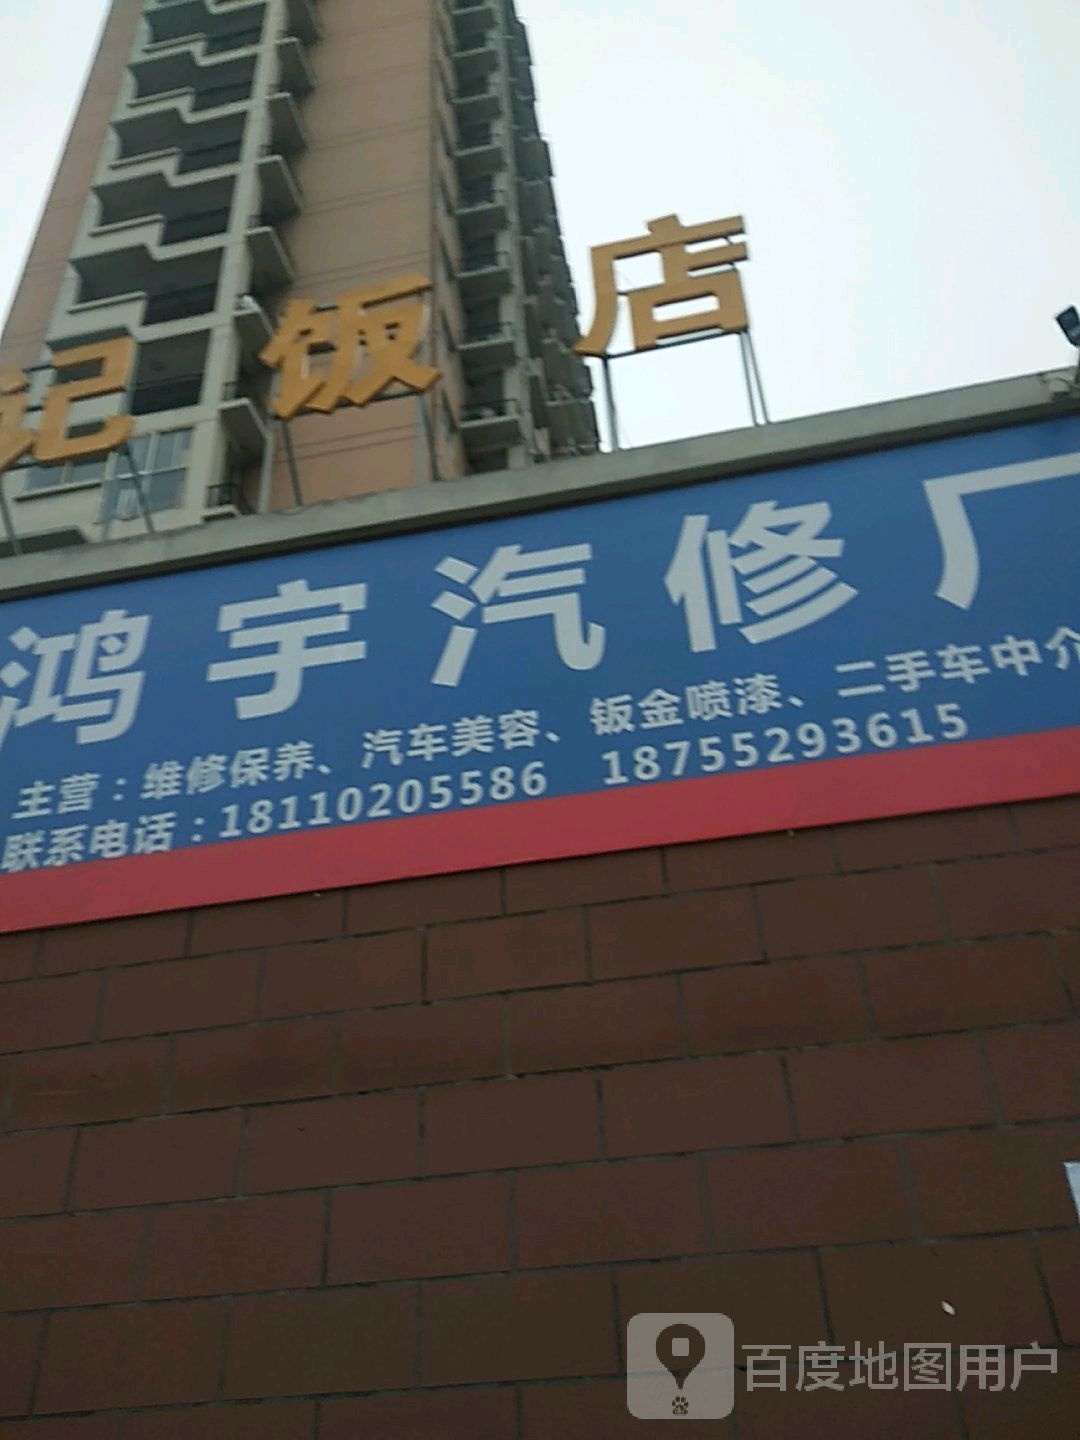 记饭店
鸿宇汽修厂
主营：维修保养、汽车美容、钣金喷漆、二手车中介
联系电话：18110205586 18755293615
百度地图用户